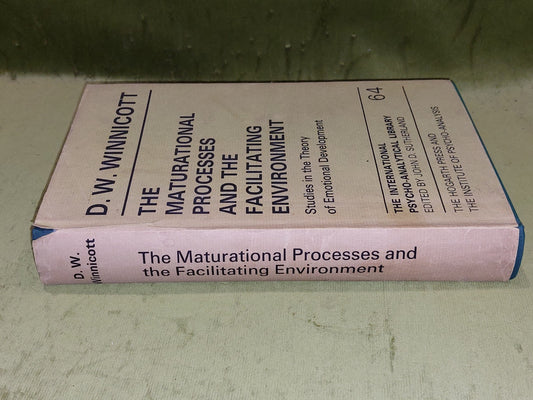 D. W. WINNICOTT
THE
MATURATIONAL
PROCESSES
AND THE
FACILITATING
ENVIRONMENT
Studies in the Theory
of Emotional Development
THE INTERNATIONAL
PSYCHO-ANALYTICAL LIBRARY
EDITED BY JOHN D. SUTHERLAND
64
THE HOGARTH PRESS AND
THE INSTITUTE OF PSYCHO-ANALYSIS
D. W.
Winnicott
The Maturational Processes and
the Facilitating Environment